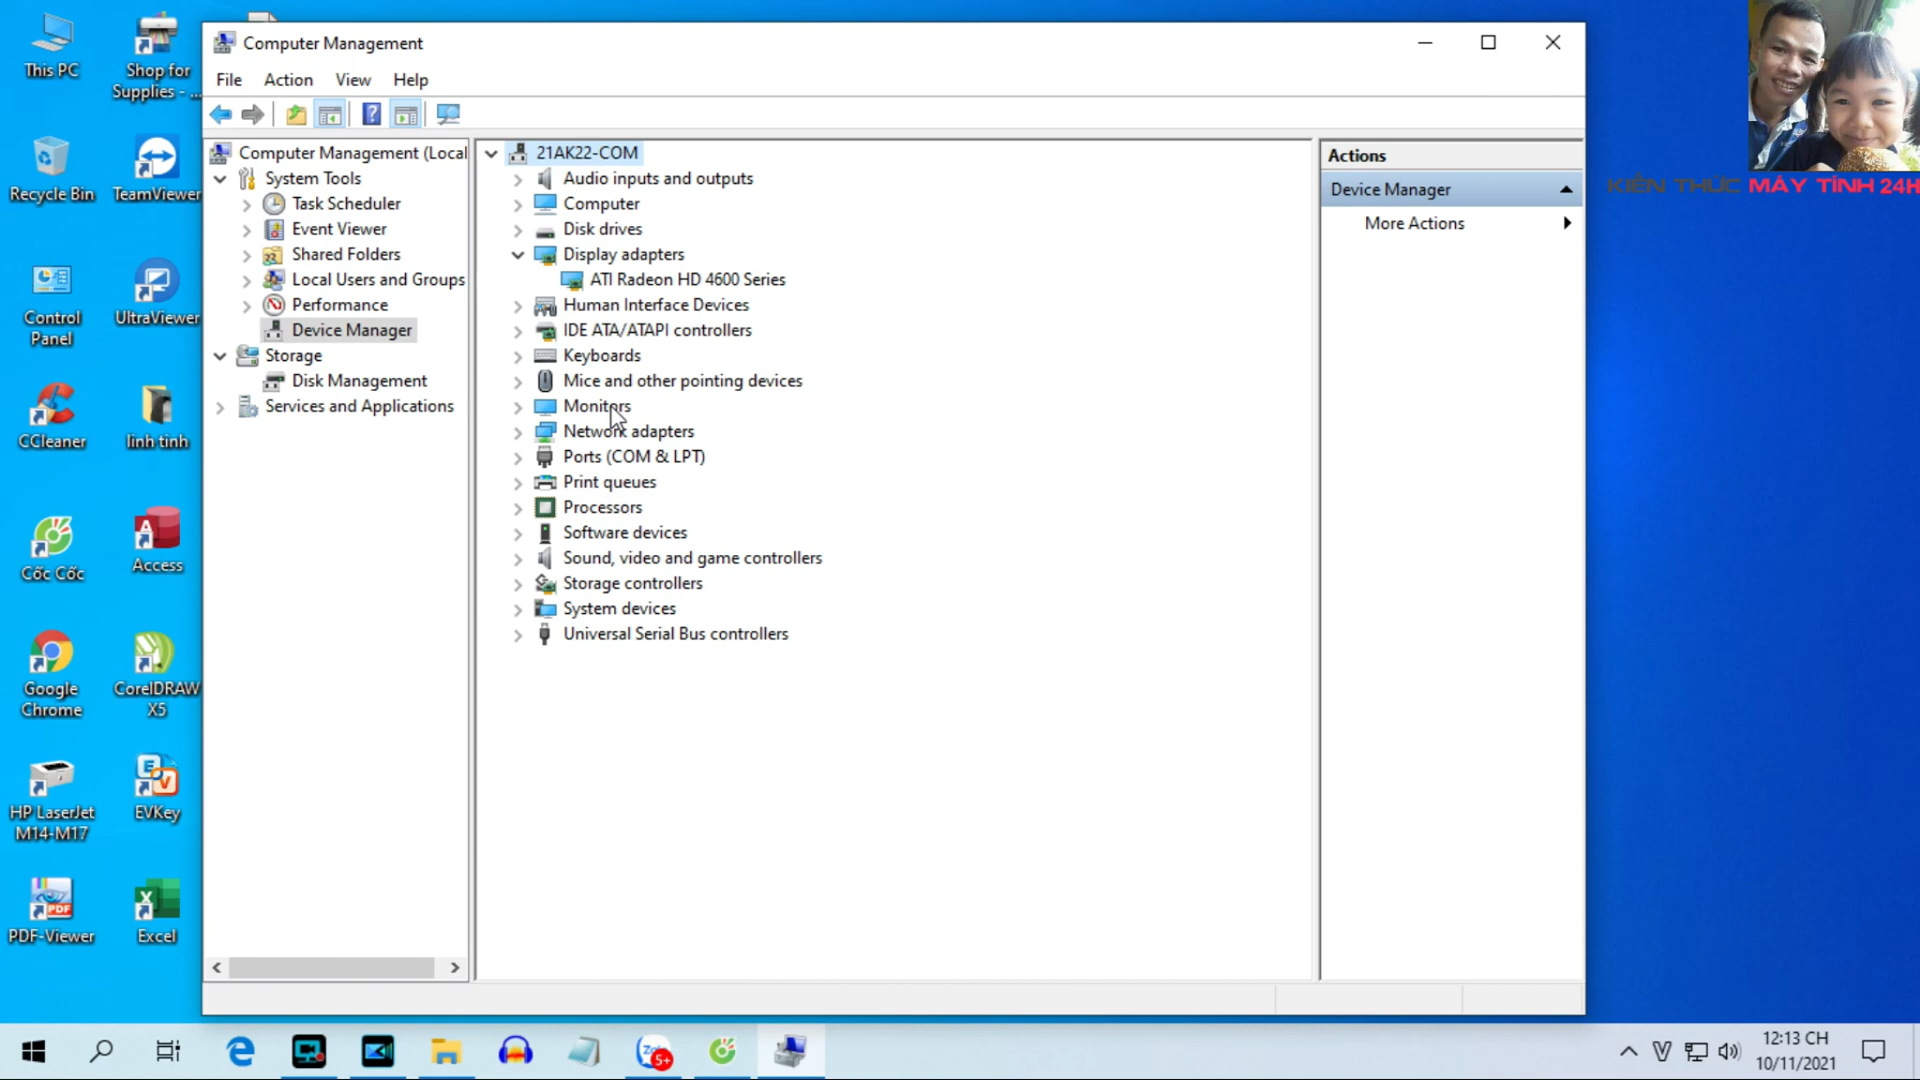 This PC
Shop for
Supplies - ...
Recycle Bin
TeamViewer
Control
Panel
UltraViewer
CCleaner
linh tinh
Cốc Cốc
Access
Google
Chrome
CorelDRAW
X5
HP LaserJet
M14-M17
EVKey
PDF-Viewer
Excel
Computer Management
File Action View Help
Computer Management (Local
System Tools
Task Scheduler
Event Viewer
Shared Folders
Local Users and Groups
Performance
Device Manager
Storage
Disk Management
Services and Applications
21AK22-COM
Audio inputs and outputs
Computer
Disk drives
Display adapters
ATI Radeon HD 4600 Series
Human Interface Devices
IDE ATA/ATAPI controllers
Keyboards
Mice and other pointing devices
Monitors
Network adapters
Ports (COM & LPT)
Print queues
Processors
Software devices
Sound, video and game controllers
Storage controllers
System devices
Universal Serial Bus controllers
Actions
Device Manager
More Actions
KIẾN THỨC MÁY TÍNH 24H
5+
12:13 CH
10/11/2021